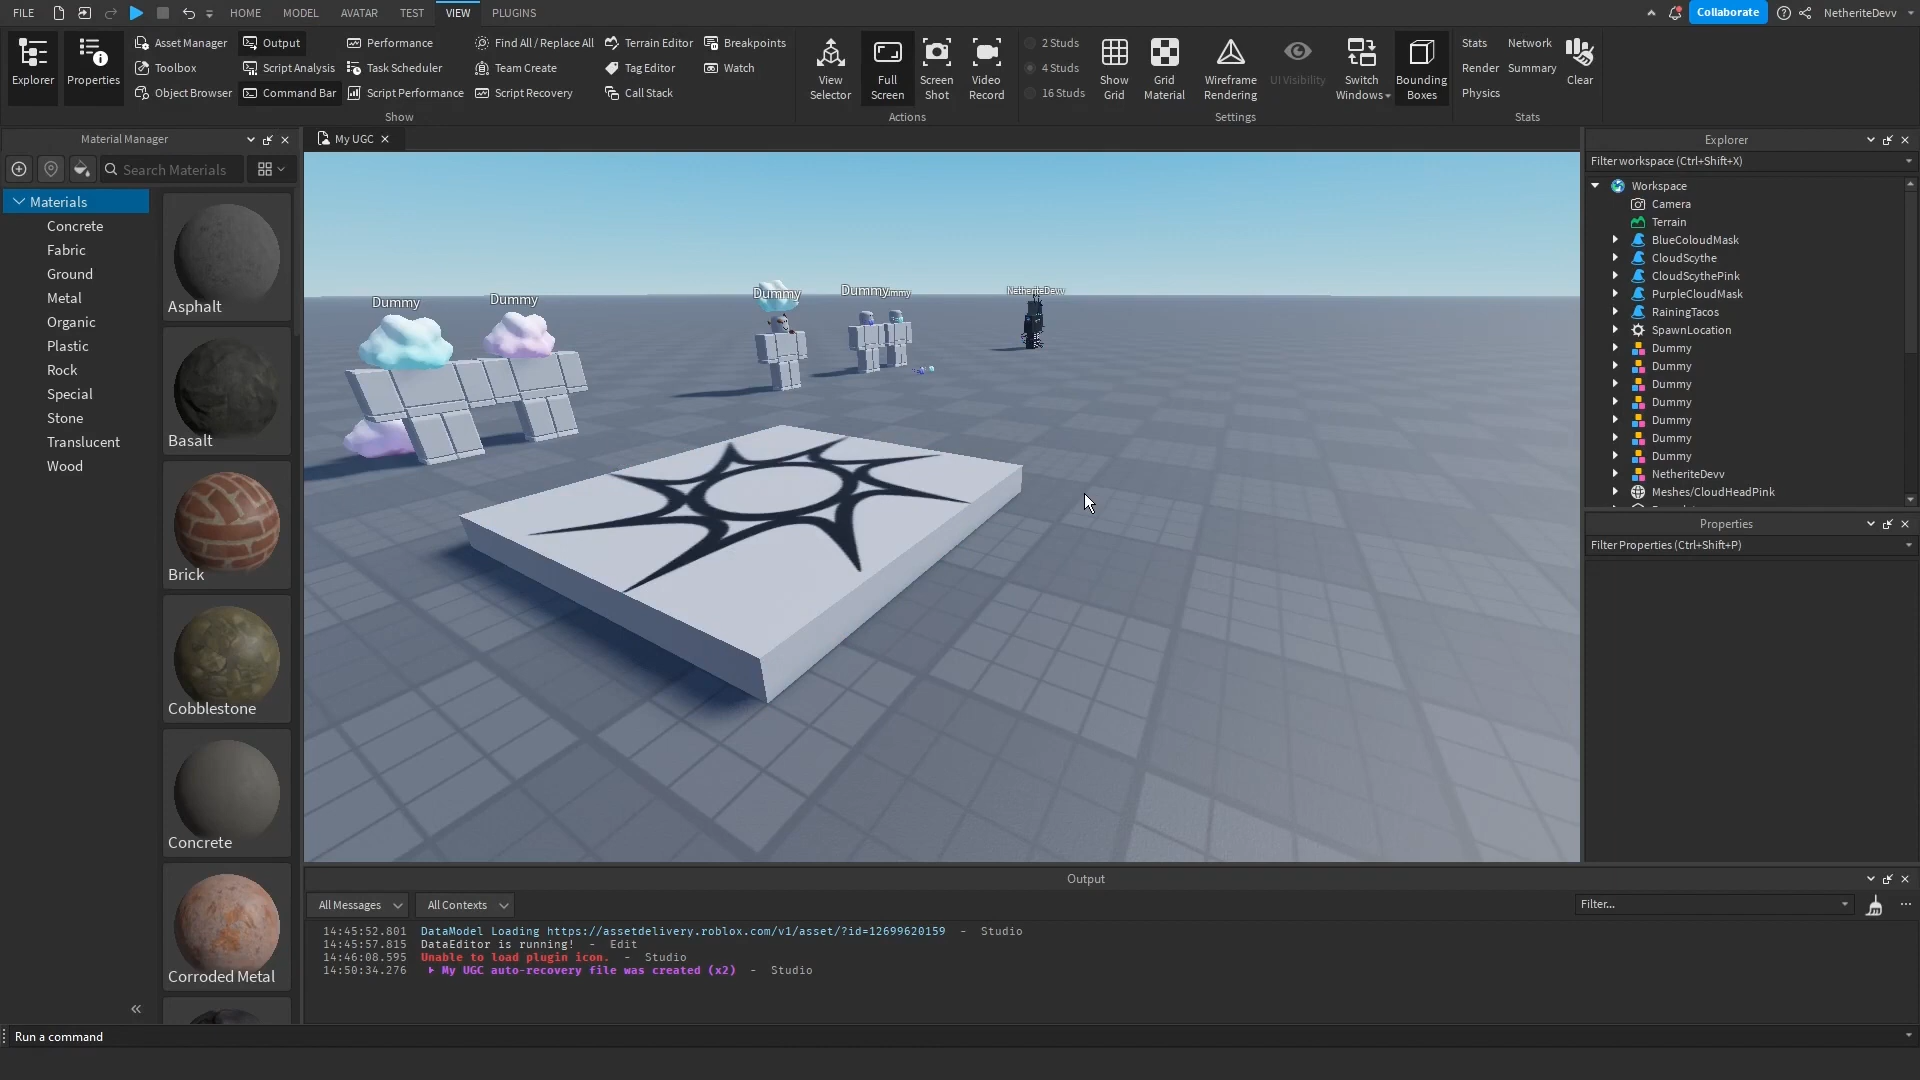 FILE HOME MODEL AVATAR TEST VIEW PLUGINS Collaborate NetheriteDevv
Explorer
Properties
Asset Manager
Toolbox
Object Browser
Output
Script Analysis
Command Bar
Performance
Task Scheduler
Script Performance
Find All / Replace All
Team Create
Script Recovery
Terrain Editor
Tag Editor
Call Stack
Breakpoints
Watch
Show
View
Selector
Full
Screen
Screen
Shot
Video
Record
Actions
2 Studs
4 Studs
16 Studs
Show
Grid
Grid
Material
Wireframe
Rendering
UI Visibility
Switch
Windows
Bounding
Boxes
Settings
Stats
Render
Physics
Network
Summary
Clear
Stats
Material Manager
Search Materials
Materials
Concrete
Fabric
Ground
Metal
Organic
Plastic
Rock
Special
Stone
Translucent
Wood
Asphalt
Basalt
Brick
Cobblestone
Concrete
Corroded Metal
My UGC
Dummy
Dummy
Dummy
Dummy
NetheriteDevv
Explorer
Filter workspace (Ctrl+Shift+X)
Workspace
Camera
Terrain
BlueColoudMask
CloudScythe
CloudScythePink
PurpleCloudMask
RainingTacos
SpawnLocation
Dummy
Dummy
Dummy
Dummy
Dummy
Dummy
Dummy
NetheriteDevv
Meshes/CloudHeadPink
Properties
Filter Properties (Ctrl+Shift+P)
Output
All Messages
All Contexts
Filter...
14:45:52.801 DataModel Loading https://assetdelivery.roblox.com/v1/asset/?id=12699620159 - Studio
14:45:57.815 DataEditor is running! - Edit
14:46:08.595 Unable to load plugin icon. - Studio
14:50:34.276 My UGC auto-recovery file was created (x2) - Studio
Run a command